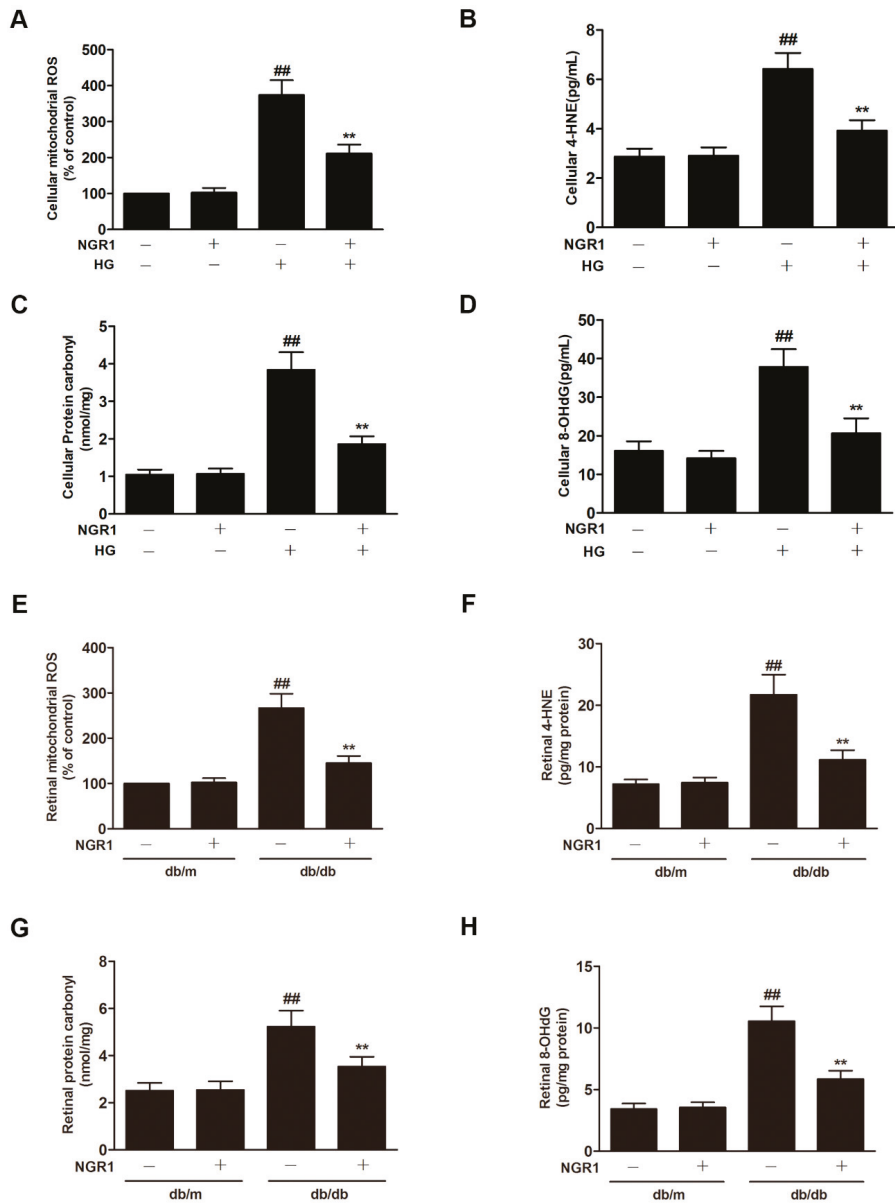 A
Cellular mitochodrial ROS
(% of control)
500
400
300
200
100
0
##
**
NGR1 – + – +
HG – – + +
B
Cellular 4-HNE(pg/mL)
8
6
4
2
0
##
**
NGR1 – + – +
HG – – + +
C
Cellular Protein carbonyl
(nmol/mg)
5
4
3
2
1
0
##
**
NGR1 – + – +
HG – – + +
D
Cellular 8-OHdG(pg/mL)
50
40
30
20
10
0
##
**
NGR1 – + – +
HG – – + +
E
Retinal mitochondrial ROS
(% of control)
400
300
200
100
0
##
**
NGR1 – + – +
db/m db/db
F
Retinal 4-HNE
(pg/mg protein)
30
20
10
0
##
**
NGR1 – + – +
db/m db/db
G
Retinal protein carbonyl
(nmol/mg)
8
6
4
2
0
##
**
NGR1 – + – +
db/m db/db
H
Retinal 8-OHdG
(pg/mg protein)
15
10
5
0
##
**
NGR1 – + – +
db/m db/db